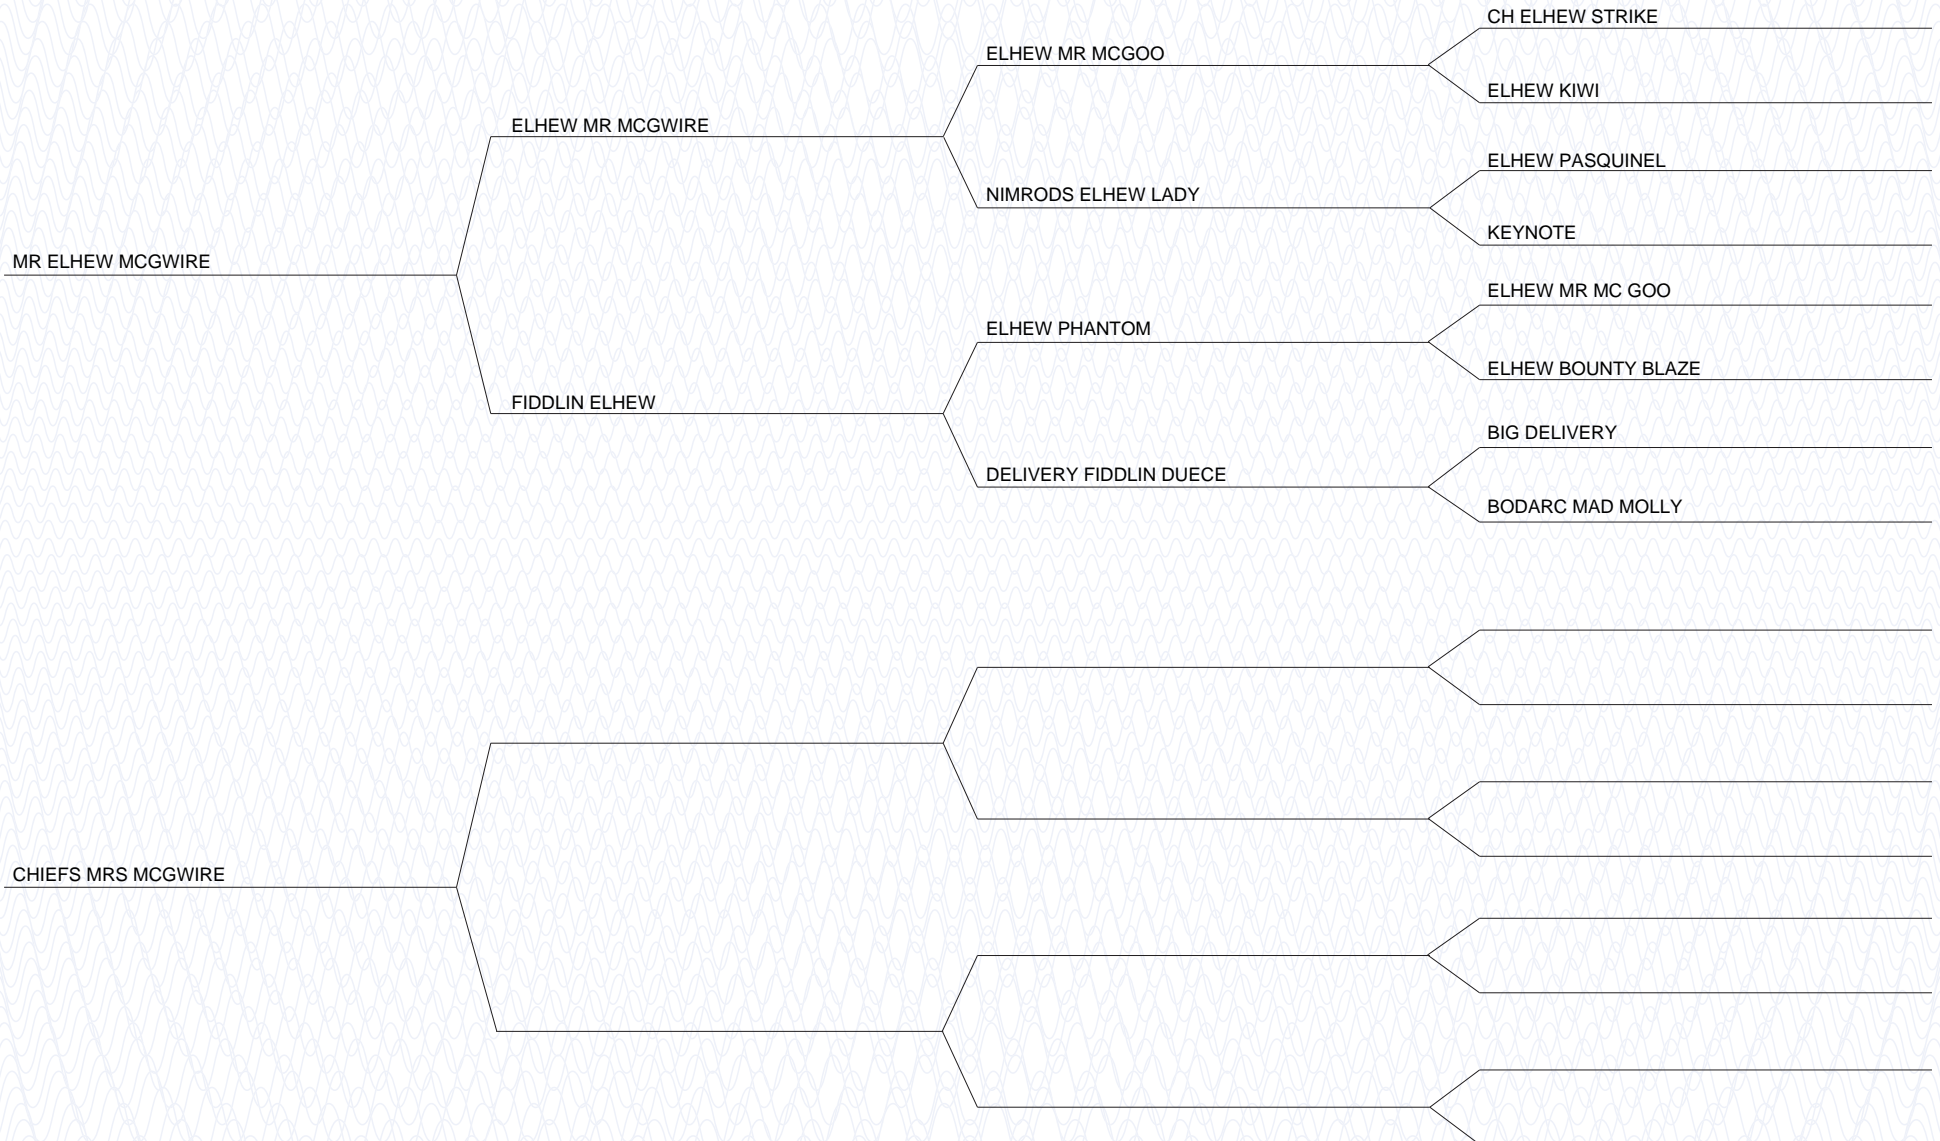 CH ELHEW STRIKE
ELHEW MR MCGOO
ELHEW KIWI
ELHEW MR MCGWIRE
ELHEW PASQUINEL
NIMRODS ELHEW LADY
KEYNOTE
MR ELHEW MCGWIRE
ELHEW MR MC GOO
ELHEW PHANTOM
ELHEW BOUNTY BLAZE
FIDDLIN ELHEW
BIG DELIVERY
DELIVERY FIDDLIN DUECE
BODARC MAD MOLLY
CHIEFS MRS MCGWIRE